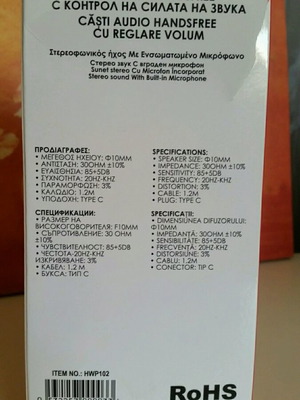 С КОНТРОЛ НА СИЛАТА НА ЗВУКА
CĂȘTI AUDIO HANDSFREE
CU REGLARE VOLUM
Στερεοφωνικός ήχος Με Ενσωματωμένο Μικρόφωνο
Стерео звук С вграден микрофон
Sunet stereo Cu Microfon Incorporat
Stereo sound With Built-in Microphone
ΠΡΟΔΙΑΓΡΑΦΕΣ:
• ΜΕΓΕΘΟΣ ΗΧΕΙΟΥ: Φ10MM
• ΑΝΤΙΣΤΑΣΗ: 30OHM ±10%
• ΕΥΑΙΣΘΗΣΙΑ: 85+5DB
• ΣΥΧΝΟΤΗΤΑ: 20HZ-KHZ
• ΠΑΡΑΜΟΡΦΩΣΗ: 3%
• ΚΑΛΩΔΙΟ: 1.2M
• ΥΠΟΔΟΧΗ: TYPE C
SPECIFICATIONS:
• SPEAKER SIZE: Φ10MM
• IMPEDANCE: 30OHM ±10%
• SENSITIVITY: 85+5DB
• FREQUENCY: 20HZ-KHZ
• DISTORTION: 3%
• CABLE: 1.2M
• PLUG: TYPE C
СПЕЦИФИКАЦИИ:
• РАЗМЕР НА
ВИСОКОГОВОРИТЕЛЯ: F10MM
• СЪПРОТИВЛЕНИЕ: 30 OHM
±10%
• ЧУВСТВИТЕЛНОСТ: 85+5DB
• ЧЕСТОТА-20HZ-KHZ
ИЗКРИВЯВАНЕ: 3%
• КАБЕЛ: 1.2 M
• БУКСА: ТИП C
SPECIFICAȚII:
• DIMENSIUNEA DIFUZORULUI:
Φ10MM
• IMPEDANȚĂ: 30OHM ±10%
• SENSIBILITATE: 85+5DB
• FRECVENȚĂ: 20HZ-KHZ
• DISTORSIUNE: 3%
• CABLU: 1.2M
• CONECTOR: TIP C
ITEM NO.: HWP102
RoHS